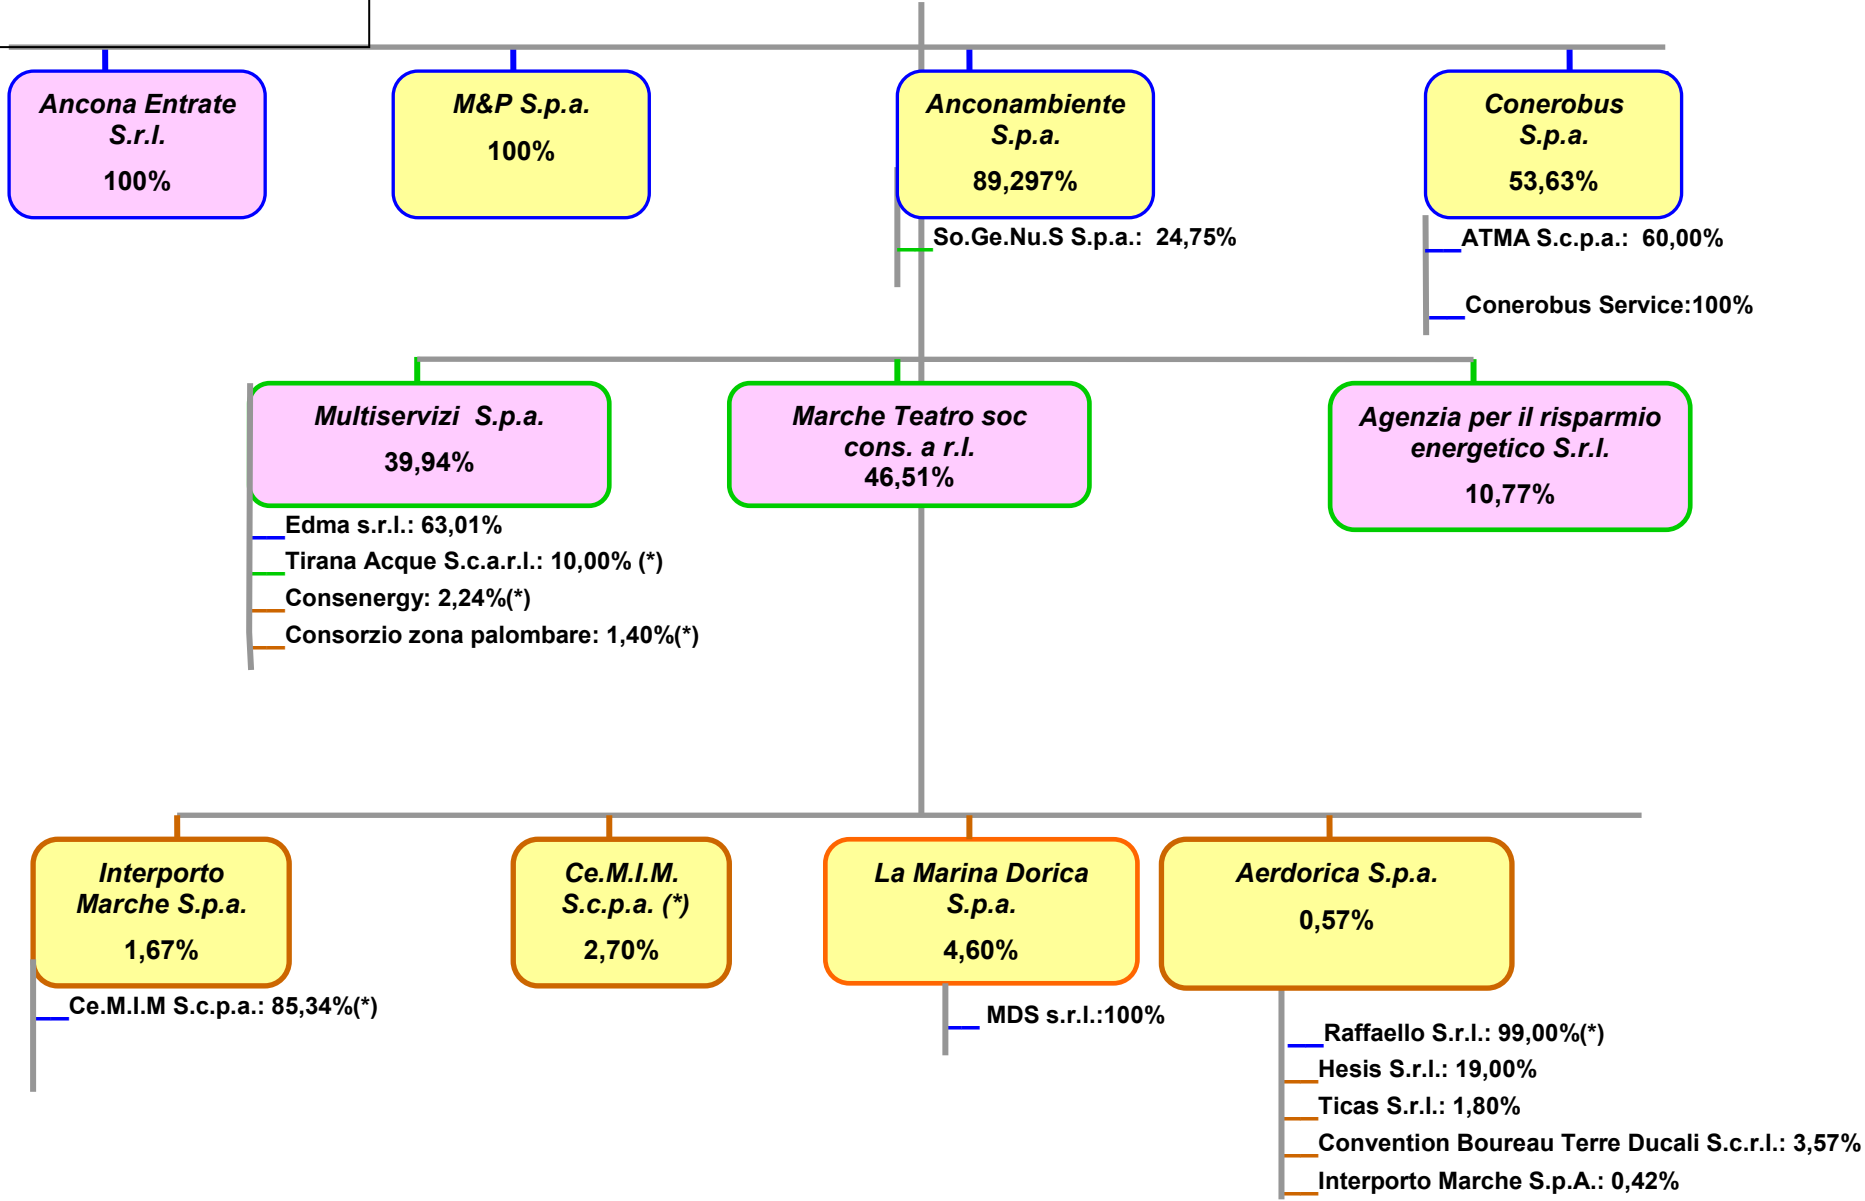 Ancona Entrate
S.r.l.
100%
M&P S.p.a.
100%
Anconambiente
S.p.a.
89,297%
So.Ge.Nu.S S.p.a.: 24,75%
Conerobus
S.p.a.
53,63%
ATMA S.c.p.a.: 60,00%
Conerobus Service:100%
Multiservizi S.p.a.
39,94%
Edma s.r.l.: 63,01%
Tirana Acque S.c.a.r.l.: 10,00% (*)
Consenergy: 2,24%(*)
Consorzio zona palombare: 1,40%(*)
Marche Teatro soc
cons. a r.l.
46,51%
Agenzia per il risparmio
energetico S.r.l.
10,77%
Interporto
Marche S.p.a.
1,67%
Ce.M.I.M S.c.p.a.: 85,34%(*)
Ce.M.I.M.
S.c.p.a. (*)
2,70%
La Marina Dorica
S.p.a.
4,60%
MDS s.r.l.:100%
Aerdorica S.p.a.
0,57%
Raffaello S.r.l.: 99,00%(*)
Hesis S.r.l.: 19,00%
Ticas S.r.l.: 1,80%
Convention Boureau Terre Ducali S.c.r.l.: 3,57%
Interporto Marche S.p.A.: 0,42%